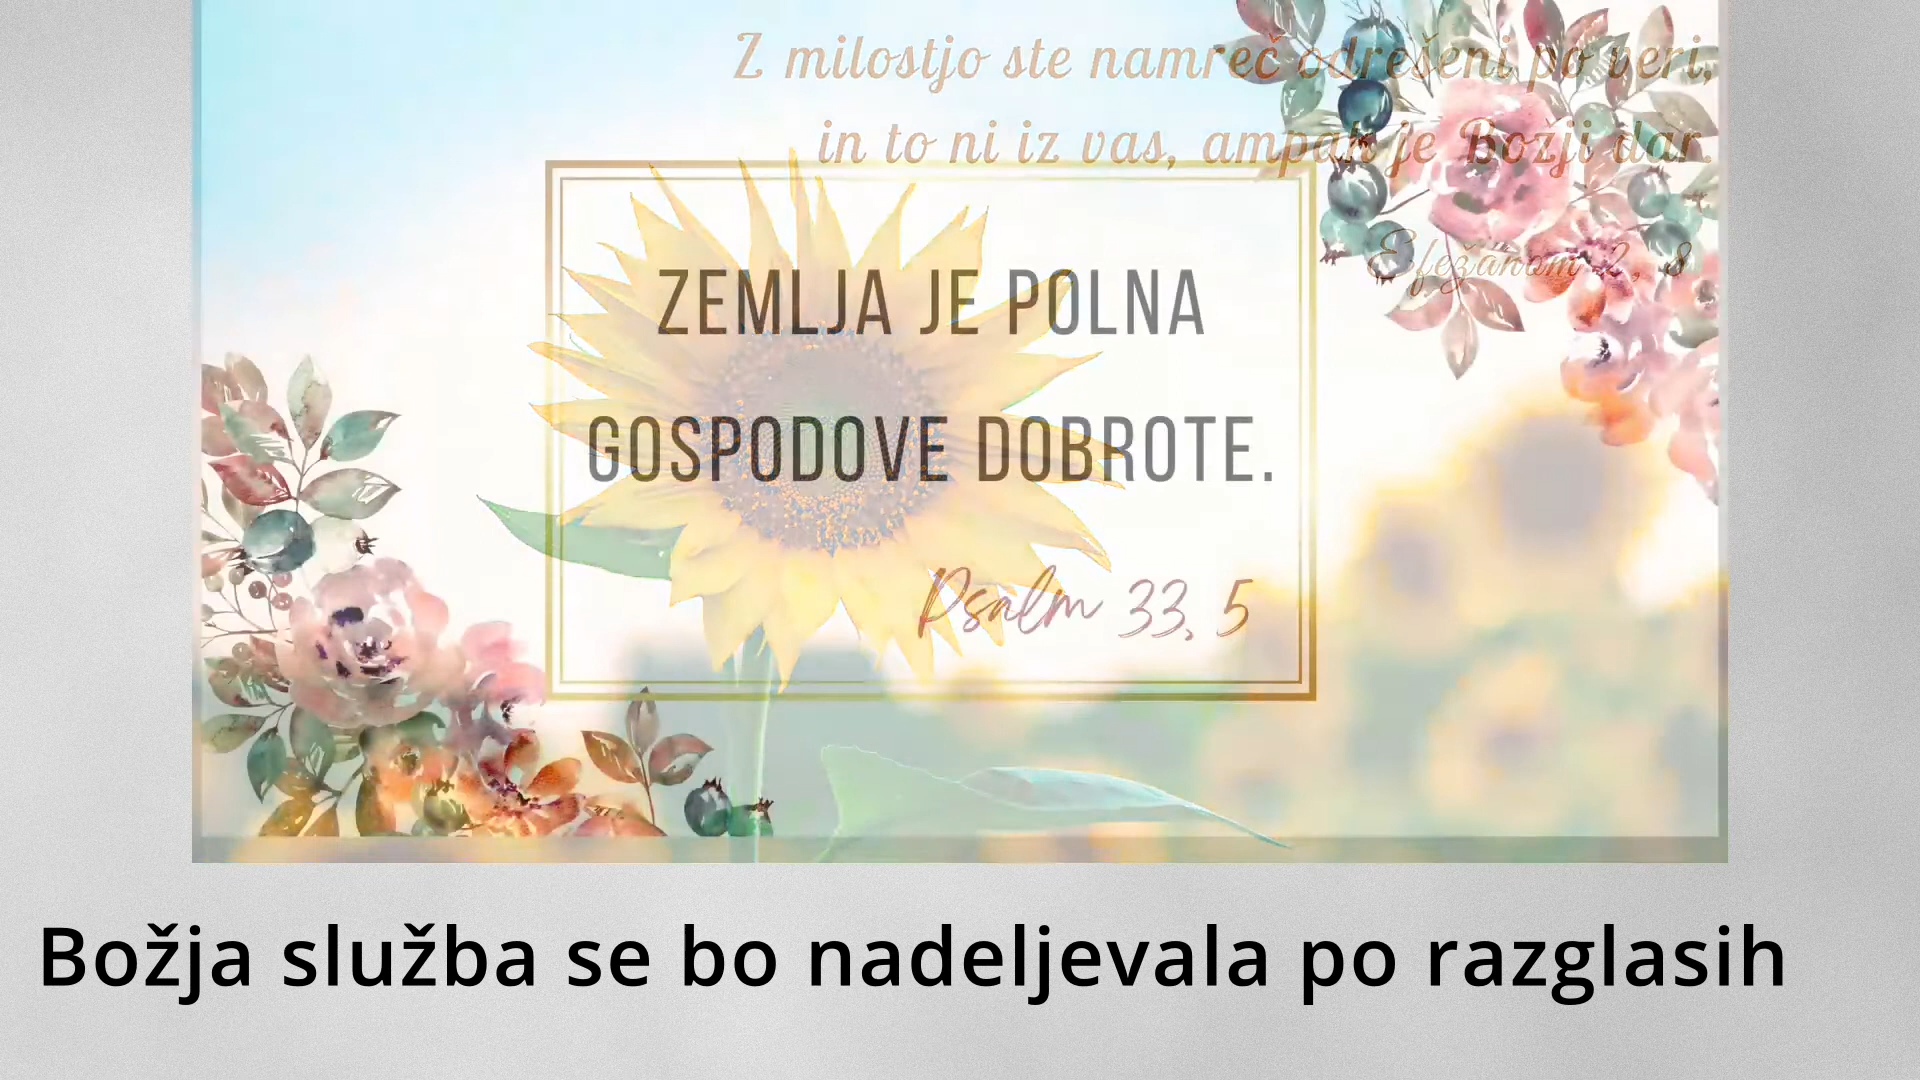 Z milostjo ste namreč odrešeni po veri,
in to ni iz vas, ampak je Božji dar.
Efežanom 2, 8
ZEMLJA JE POLNA
GOSPODOVE DOBROTE.
Psalm 33, 5
Božja služba se bo nadeljevala po razglasih